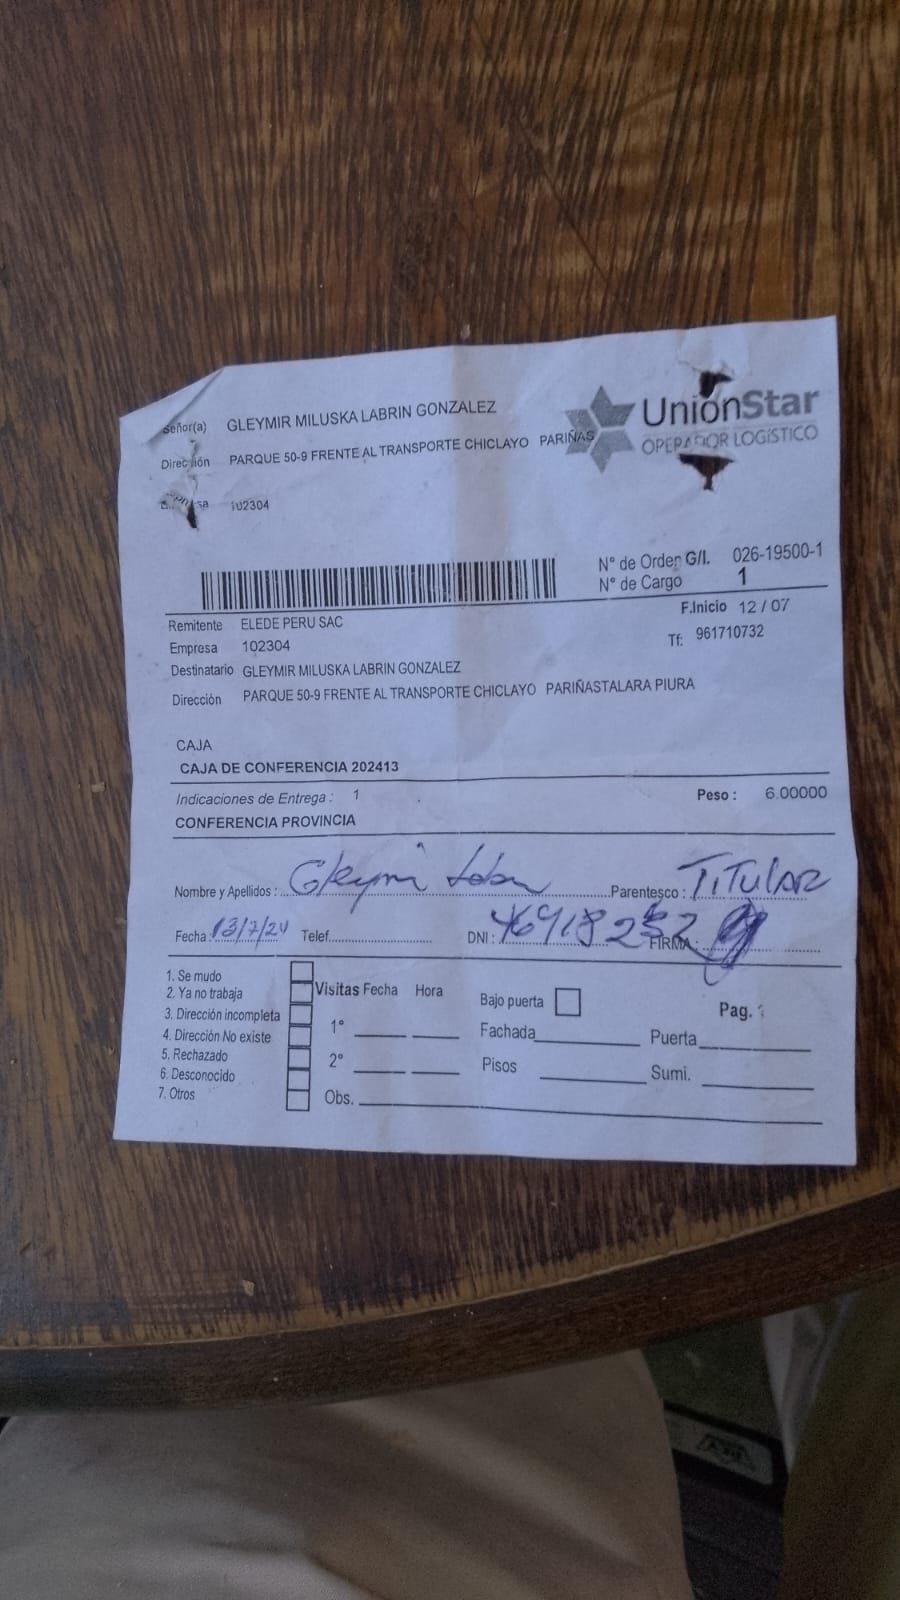 Señor(a) GLEYMIR MILUSKA LABRIN GONZALEZ
UnionStar
OPERADOR LOGÍSTICO
Dirección PARQUE 50-9 FRENTE AL TRANSPORTE CHICLAYO PARIÑAS
102304
N° de Orden G/I. 026-19500-1
N° de Cargo 1
F.Inicio 12 / 07
Remitente ELEDE PERU SAC
Tf: 961710732
Empresa 102304
Destinatario GLEYMIR MILUSKA LABRIN GONZALEZ
Dirección PARQUE 50-9 FRENTE AL TRANSPORTE CHICLAYO PARIÑASTALARA PIURA
CAJA
CAJA DE CONFERENCIA 202413
Indicaciones de Entrega : 1 Peso : 6.00000
CONFERENCIA PROVINCIA
Nombre y Apellidos : Gleymi Parentesco : TITULAR
Fecha 13/7/24 Telef. DNI : FIRMA
1. Se mudo
2. Ya no trabaja
3. Dirección incompleta
4. Dirección No existe
5. Rechazado
6. Desconocido
7. Otros
Visitas Fecha Hora
1°
2°
Obs.
Bajo puerta
Fachada
Pisos
Pag.
Puerta
Sumi.